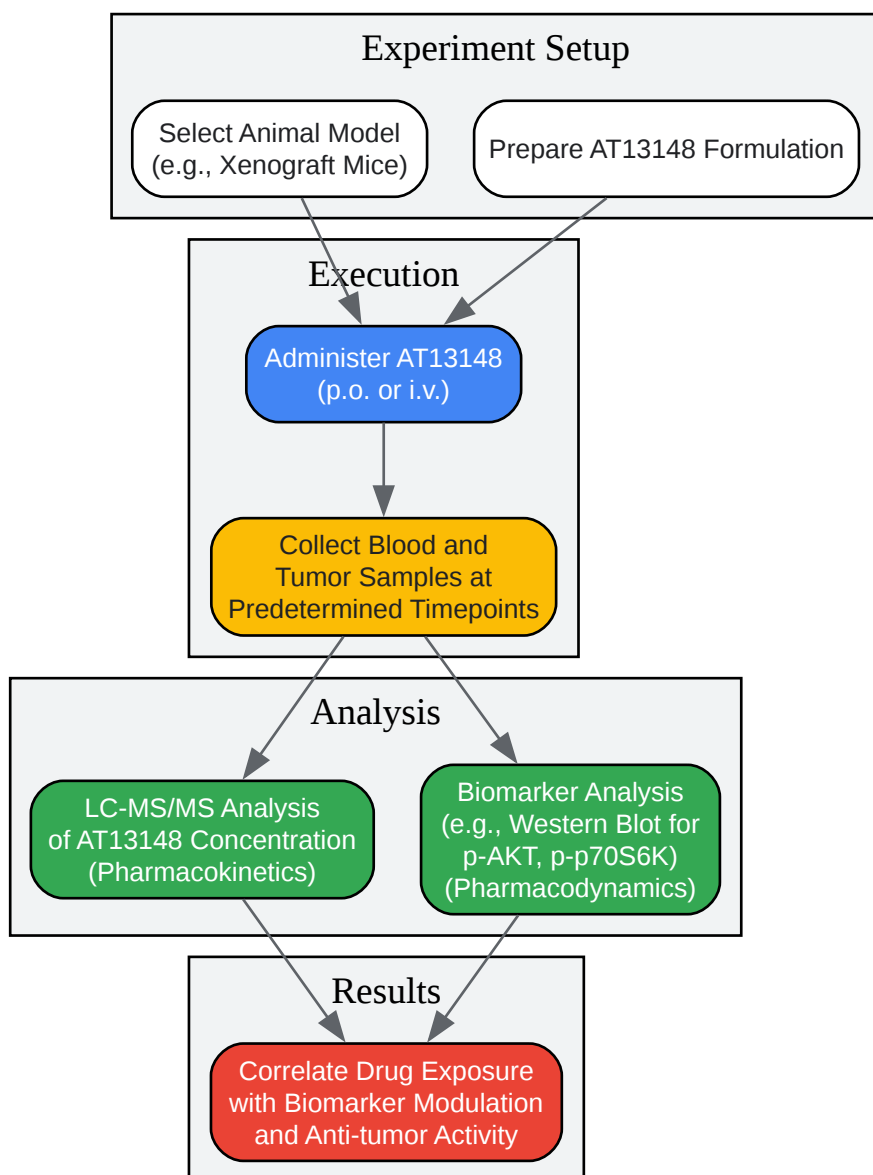 Experiment Setup
Select Animal Model
(e.g., Xenograft Mice)
Prepare AT13148 Formulation
Execution
Administer AT13148
(p.o. or i.v.)
Collect Blood and
Tumor Samples at
Predetermined Timepoints
Analysis
LC-MS/MS Analysis
of AT13148 Concentration
(Pharmacokinetics)
Biomarker Analysis
(e.g., Western Blot for
p-AKT, p-p70S6K)
(Pharmacodynamics)
Results
Correlate Drug Exposure
with Biomarker Modulation
and Anti-tumor Activity